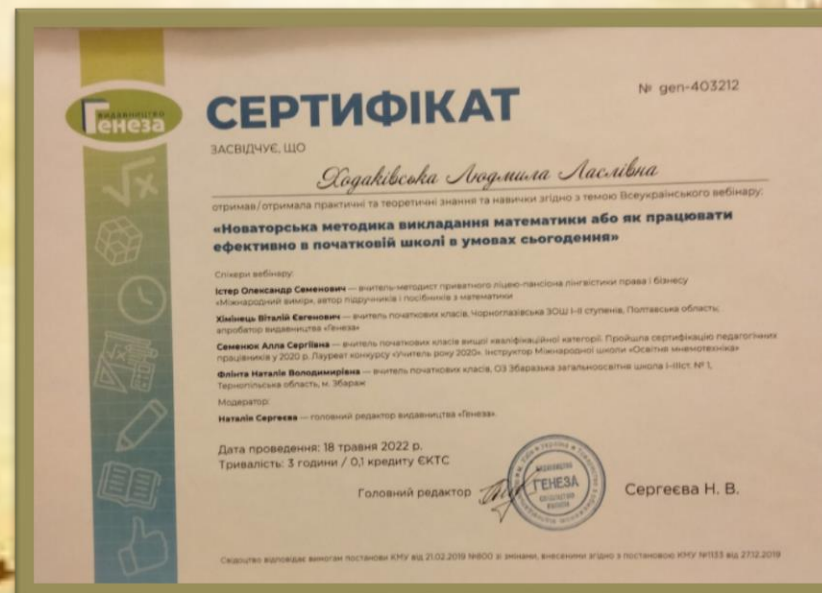 ВИДАВНИЦТВО
Генеза
№ gen-403212
СЕРТИФІКАТ
ЗАСВІДЧУЄ, ЩО
Ходаківська Людмила Ласлівна
отримав/отримала практичні та теоретичні знання та навички згідно з темою Всеукраїнського вебінару:
«Новаторська методика викладання математики або як працювати
ефективно в початковій школі в умовах сьогодення»
Спікери вебінару:
Істер Олександр Семенович — вчитель-методист приватного ліцею-пансіона лінгвістики права і бізнесу
«Міжнародний вимір», автор підручників і посібників з математики
Хімінець Віталій Євгенович — вчитель початкових класів, Чорноглазівська ЗОШ І-ІІ ступенів, Полтавська область;
апробатор видавництва «Генеза»
Семенюк Алла Сергіївна — вчитель початкових класів вищої кваліфікаційної категорії. Пройшла сертифікацію педагогічних
працівників у 2020 р. Лауреат конкурсу «Учитель року 2020». Інструктор Міжнародної школи «Освітня мнемотехніка»
Флінта Наталія Володимирівна — вчитель початкових класів, ОЗ Збаразька загальноосвітня школа І-ІІІст. № 1,
Тернопільська область, м. Збараж
Модератор:
Наталія Сергеєва — головний редактор видавництва «Генеза».
Дата проведення: 18 травня 2022 р.
Тривалість: 3 години / 0,1 кредиту ЄКТС
Головний редактор
ГЕНЕЗА
Сергеєва Н. В.
Свідоцтво відповідає вимогам постанови КМУ від 21.02.2019 №800 зі змінами, внесеними згідно з постановою КМУ №1133 від 27.12.2019